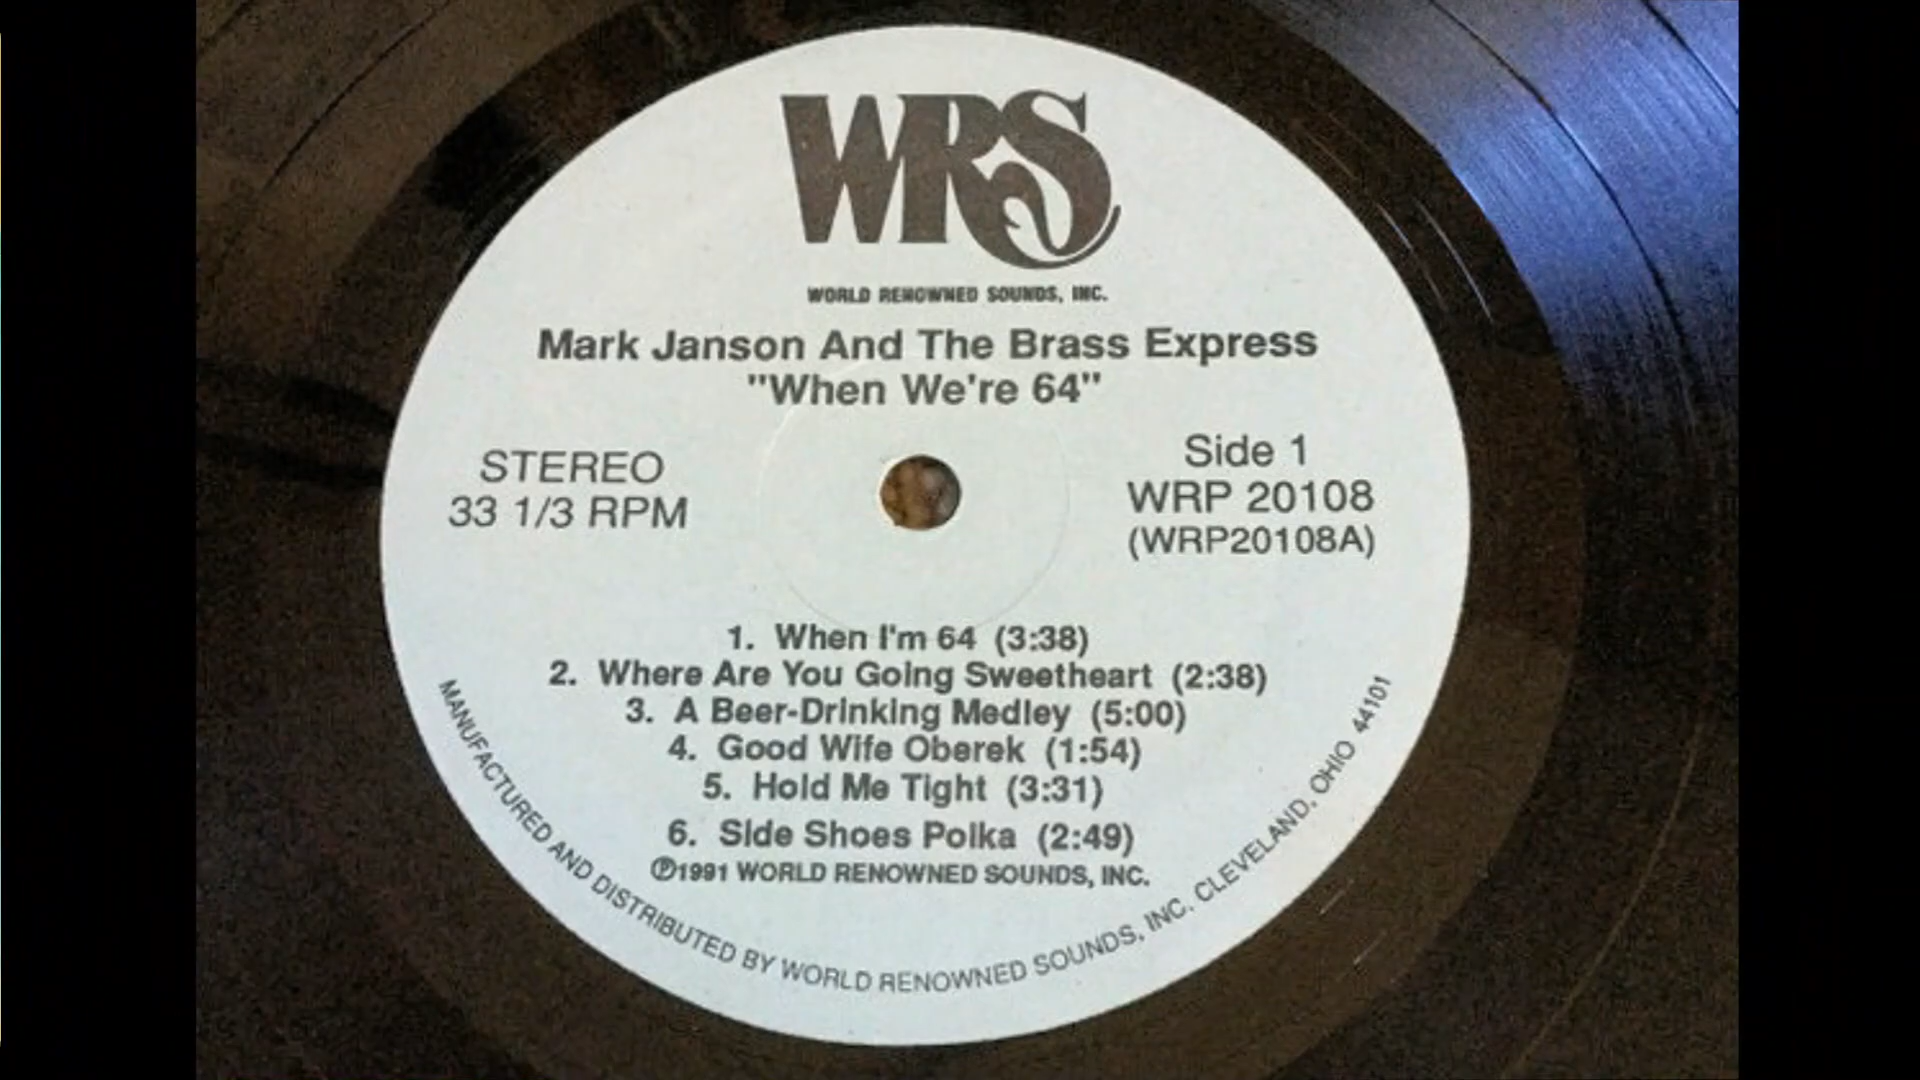 WRS
WORLD RENOWNED SOUNDS, INC.
Mark Janson And The Brass Express
"When We're 64"
STEREO
33 1/3 RPM
Side 1
WRP 20108
(WRP20108A)
1. When I'm 64 (3:38)
2. Where Are You Going Sweetheart (2:38)
3. A Beer-Drinking Medley (5:00)
4. Good Wife Oberek (1:54)
5. Hold Me Tight (3:31)
6. Side Shoes Polka (2:49)
℗1991 WORLD RENOWNED SOUNDS, INC.
MANUFACTURED AND DISTRIBUTED BY WORLD RENOWNED SOUNDS, INC. CLEVELAND, OHIO 44101